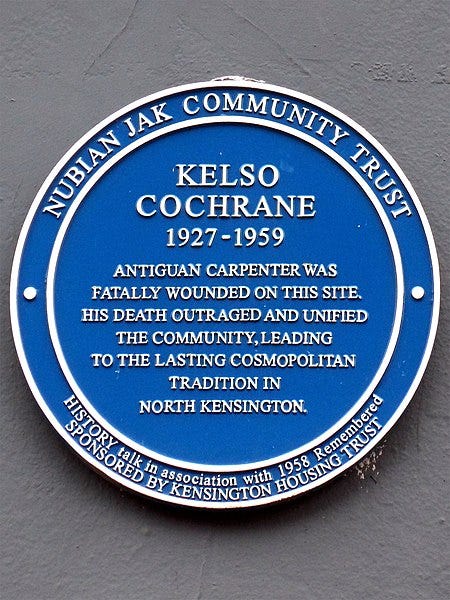 NUBIAN JAK COMMUNITY TRUST
KELSO
COCHRANE
1927-1959
ANTIGUAN CARPENTER WAS
FATALLY WOUNDED ON THIS SITE.
HIS DEATH OUTRAGED AND UNIFIED
THE COMMUNITY, LEADING
TO THE LASTING COSMOPOLITAN
TRADITION IN
NORTH KENSINGTON.
HISTORY talk in association with 1958 Remembered
SPONSORED BY KENSINGTON HOUSING TRUST